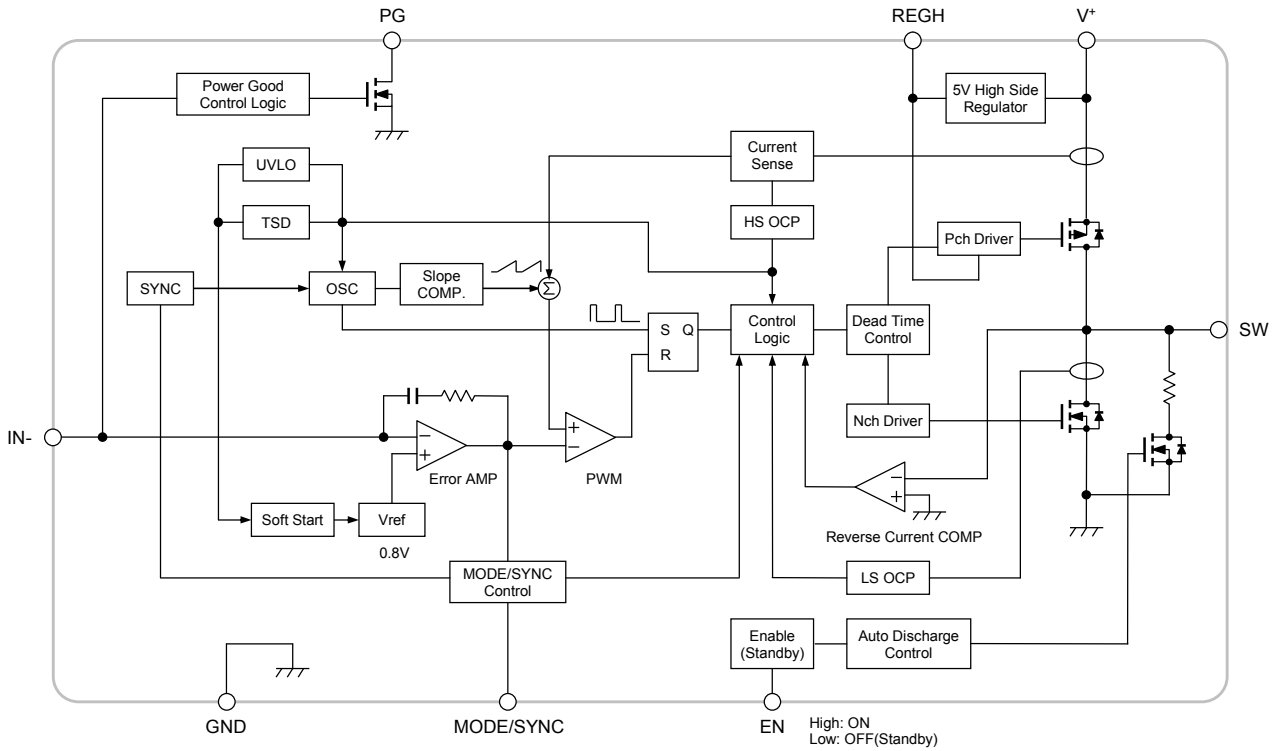 PG
REGH
V+
Power Good
Control Logic
5V High Side
Regulator
UVLO
Current
Sense
TSD
HS OCP
Pch Driver
SYNC
OSC
Slope
COMP.
Σ
S Q
R
Control
Logic
Dead Time
Control
SW
Nch Driver
IN-
−
+
Error AMP
+
−
PWM
−
+
Reverse Current COMP
Soft Start
Vref
0.8V
MODE/SYNC
Control
LS OCP
Enable
(Standby)
Auto Discharge
Control
GND
MODE/SYNC
EN
High: ON
Low: OFF(Standby)